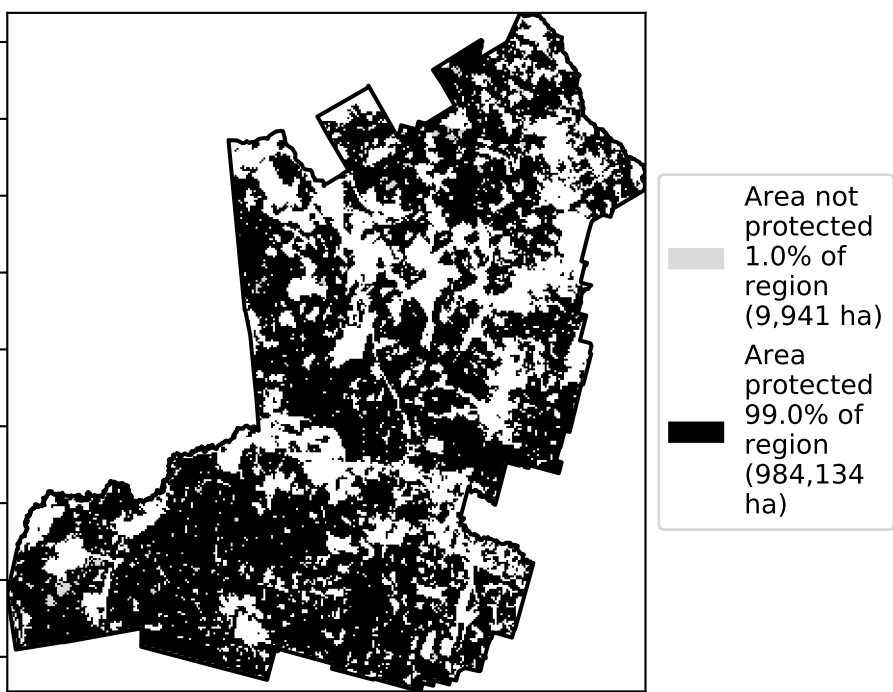 Area not
protected
1.0% of
region
(9,941 ha)
Area
protected
99.0% of
region
(984,134
ha)